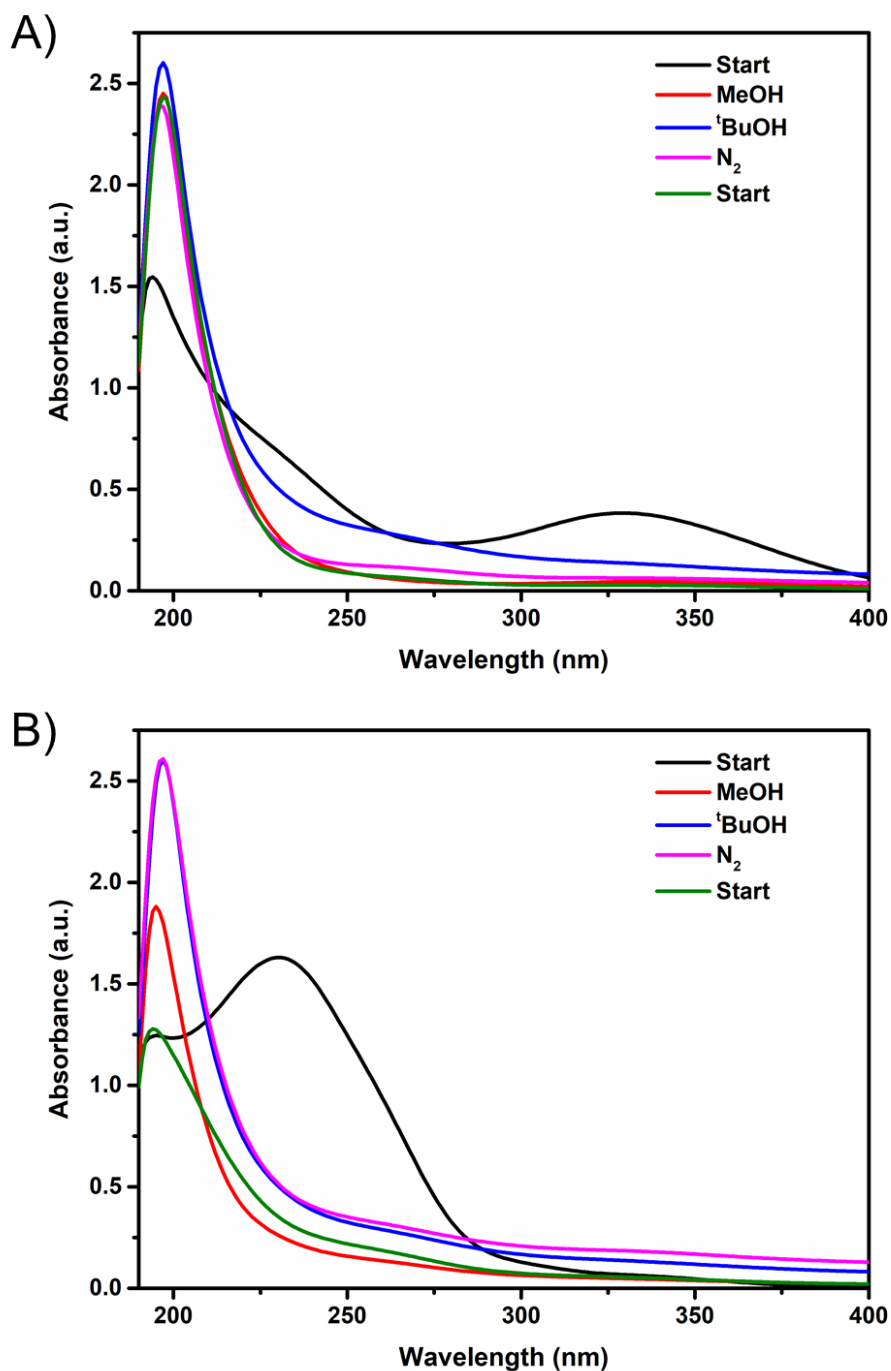 A)
Start
MeOH
ᵗBuOH
N₂
Start
2.5
2.0
1.5
1.0
0.5
0.0
Absorbance (a.u.)
200 250 300 350 400
Wavelength (nm)
B)
Start
MeOH
ᵗBuOH
N₂
Start
2.5
2.0
1.5
1.0
0.5
0.0
Absorbance (a.u.)
200 250 300 350 400
Wavelength (nm)